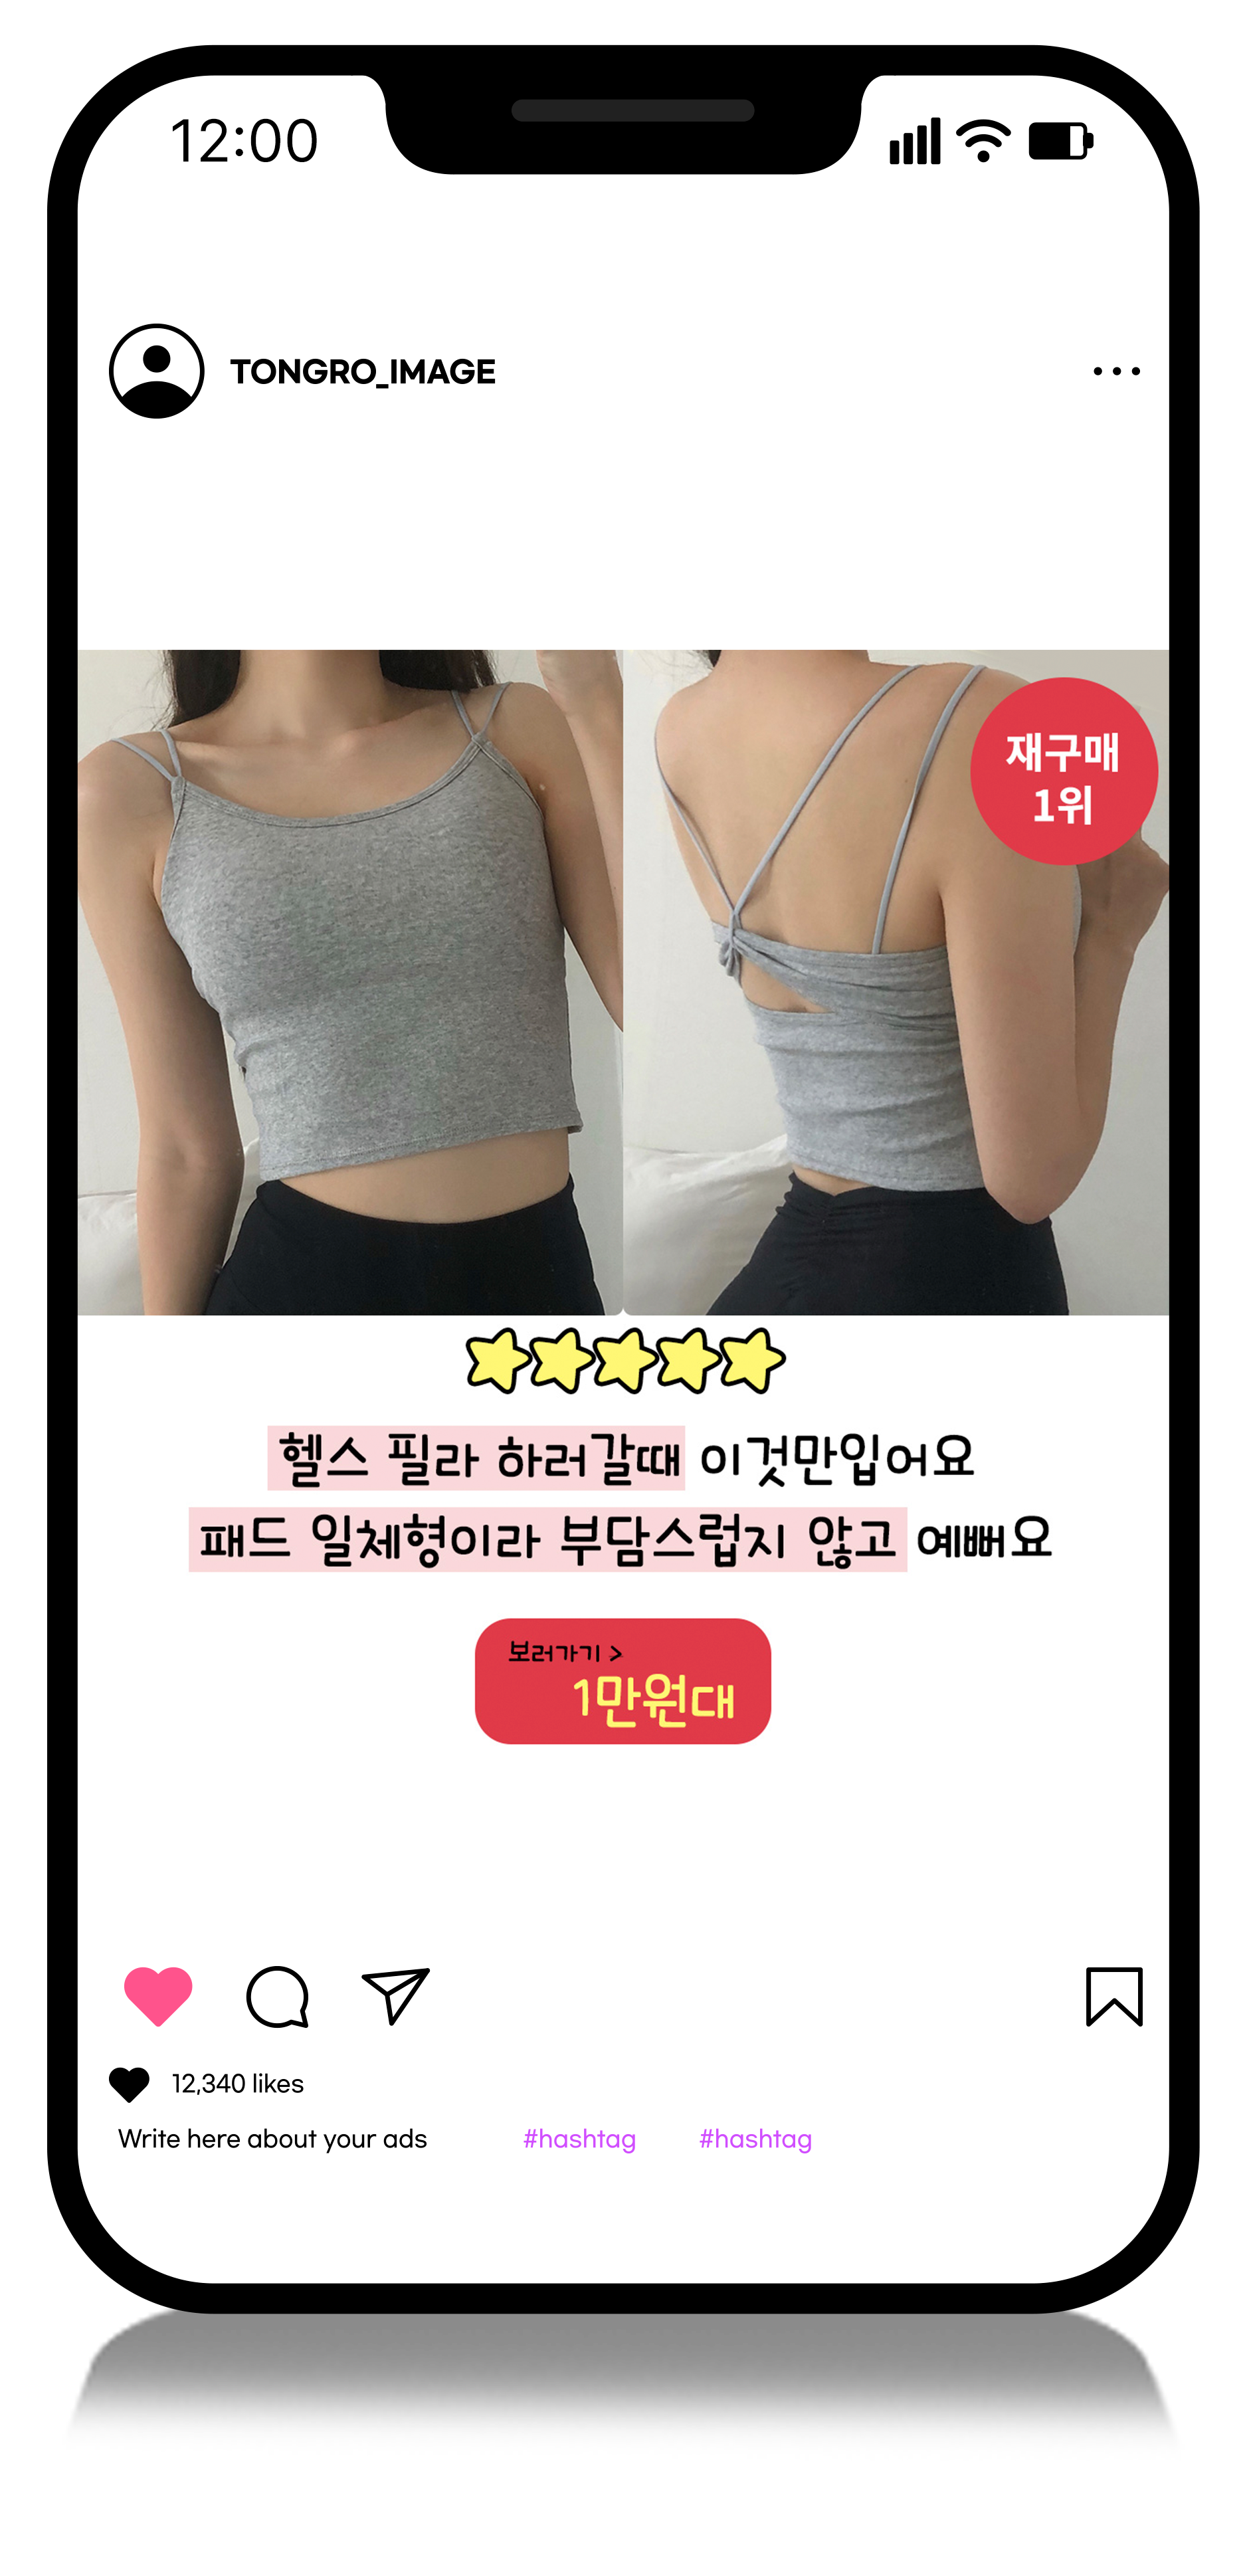 12:00
TONGRO_IMAGE
재구매
1위
헬스 필라 하러갈때 이것만입어요
패드 일체형이라 부담스럽지 않고 예뻐요
보러가기 >
1만원대
12,340 likes
Write here about your ads #hashtag #hashtag